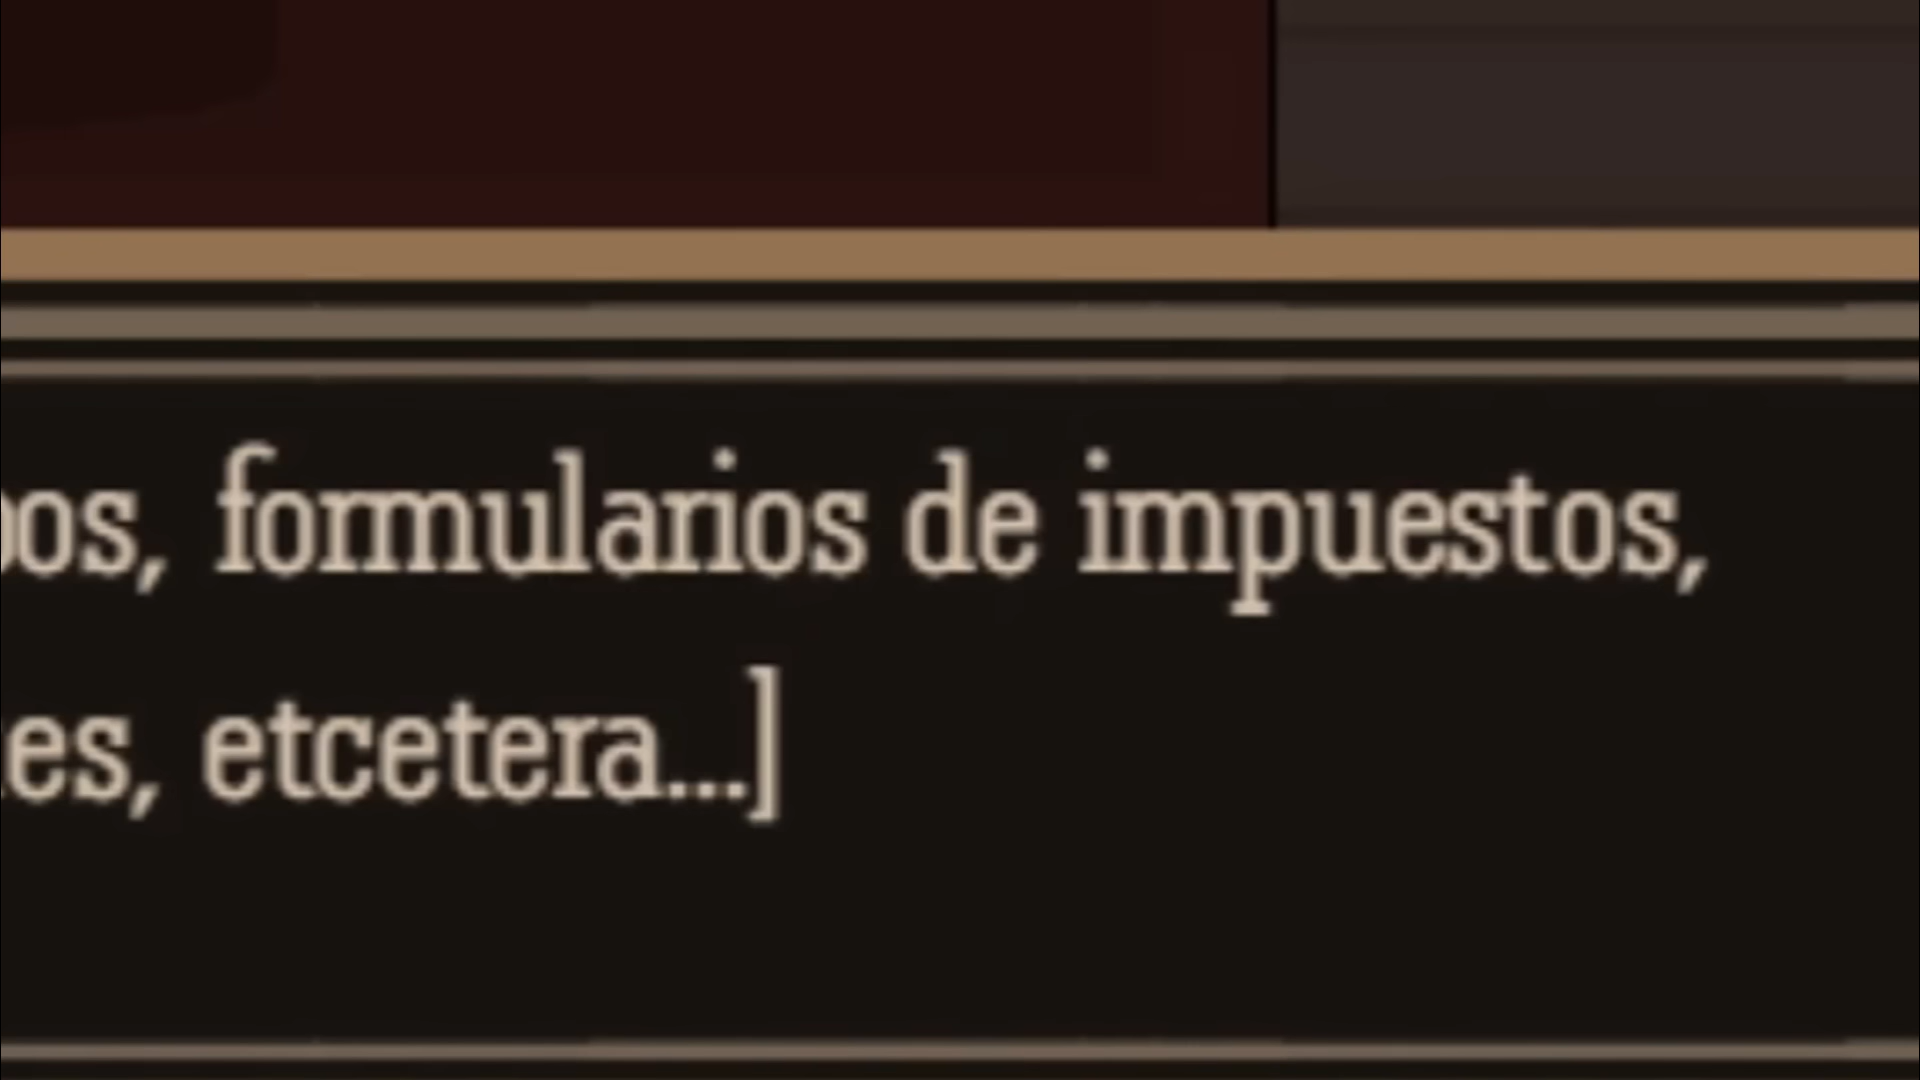 formularios de impuestos,
etcetera...]